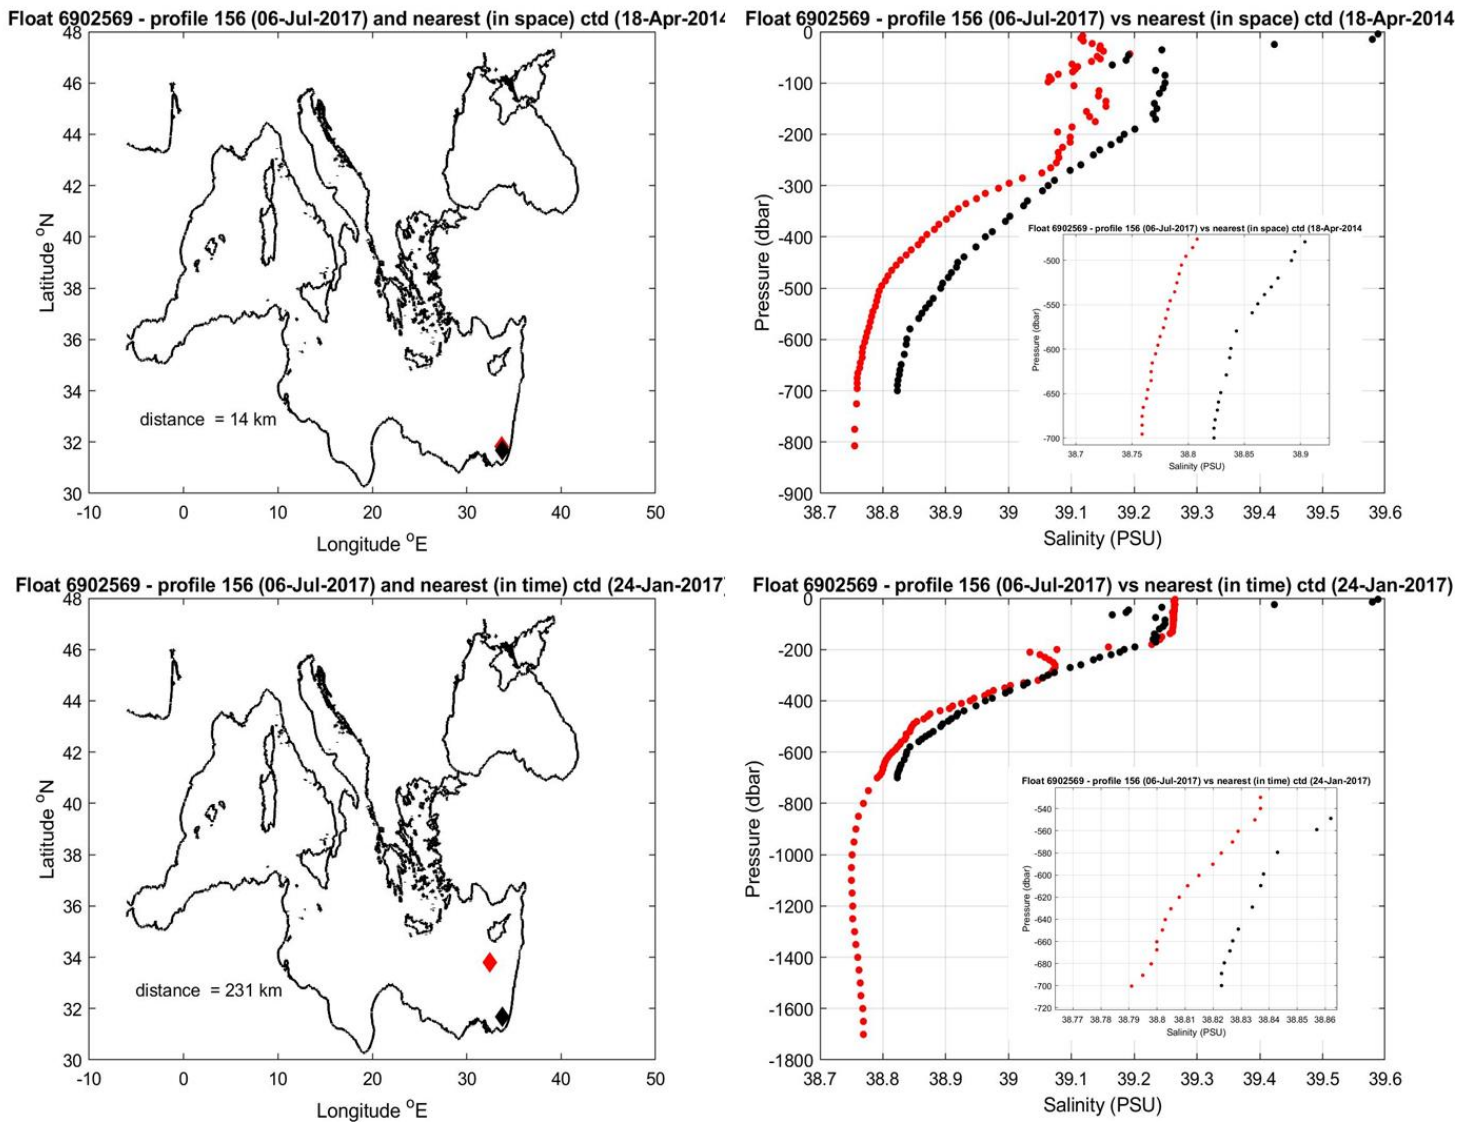 Float 6902569 - profile 156 (06-Jul-2017) and nearest (in space) ctd (18-Apr-2014
48
46
44
42
40
38
36
34
32
30
Latitude °N
distance = 14 km
-10 0 10 20 30 40 50
Longitude °E
Float 6902569 - profile 156 (06-Jul-2017) vs nearest (in space) ctd (18-Apr-2014
0
-100
-200
-300
-400
-500
-600
-700
-800
-900
Pressure (dbar)
38.7 38.8 38.9 39 39.1 39.2 39.3 39.4 39.5 39.6
Salinity (PSU)
Float 6902569 - profile 156 (06-Jul-2017) vs nearest (in space) ctd (18-Apr-2014
-500
-550
-600
-650
-700
Pressure (dbar)
38.7 38.75 38.8 38.85 38.9
Salinity (PSU)
Float 6902569 - profile 156 (06-Jul-2017) and nearest (in time) ctd (24-Jan-2017)
48
46
44
42
40
38
36
34
32
30
Latitude °N
distance = 231 km
-10 0 10 20 30 40 50
Longitude °E
Float 6902569 - profile 156 (06-Jul-2017) vs nearest (in time) ctd (24-Jan-2017)
0
-200
-400
-600
-800
-1000
-1200
-1400
-1600
-1800
Pressure (dbar)
38.7 38.8 38.9 39 39.1 39.2 39.3 39.4 39.5 39.6
Salinity (PSU)
Float 6902569 - profile 156 (06-Jul-2017) vs nearest (in time) ctd (24-Jan-2017)
-540
-560
-580
-600
-620
-640
-660
-680
-700
-720
Pressure (dbar)
38.77 38.78 38.79 38.8 38.81 38.82 38.83 38.84 38.85 38.86
Salinity (PSU)